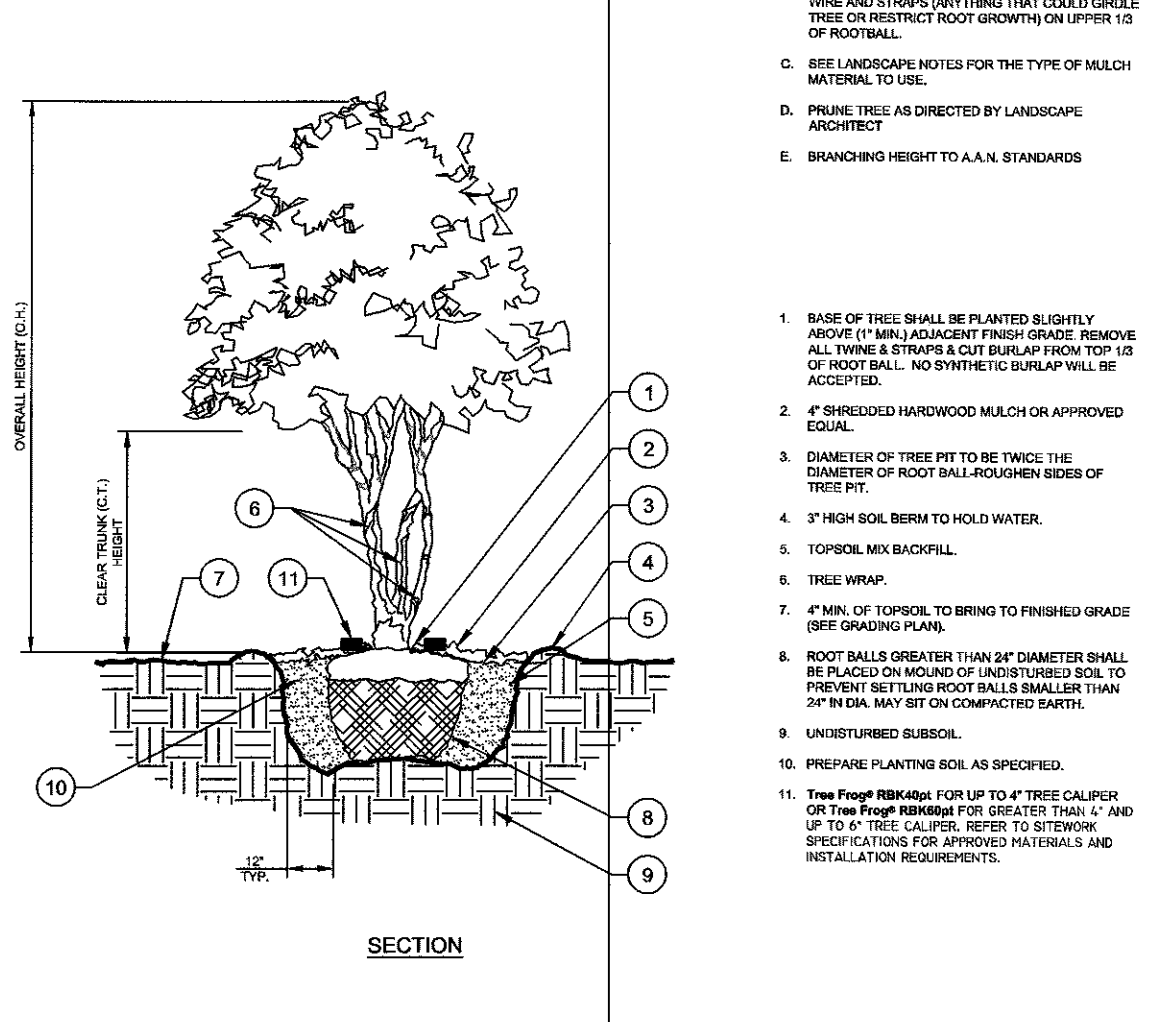 WIRE AND STRAPS (ANYTHING THAT COULD GIRDLE
TREE OR RESTRICT ROOT GROWTH) ON UPPER 1/3
OF ROOTBALL.
C. SEE LANDSCAPE NOTES FOR THE TYPE OF MULCH
MATERIAL TO USE.
D. PRUNE TREE AS DIRECTED BY LANDSCAPE
ARCHITECT
E. BRANCHING HEIGHT TO A.A.N. STANDARDS
1. BASE OF TREE SHALL BE PLANTED SLIGHTLY
ABOVE (1" MIN.) ADJACENT FINISH GRADE. REMOVE
ALL TWINE & STRAPS & CUT BURLAP FROM TOP 1/3
OF ROOT BALL. NO SYNTHETIC BURLAP WILL BE
ACCEPTED.
2. 4" SHREDDED HARDWOOD MULCH OR APPROVED
EQUAL.
3. DIAMETER OF TREE PIT TO BE TWICE THE
DIAMETER OF ROOT BALL-ROUGHEN SIDES OF
TREE PIT.
4. 3" HIGH SOIL BERM TO HOLD WATER.
5. TOPSOIL MIX BACKFILL.
6. TREE WRAP.
7. 4" MIN. OF TOPSOIL TO BRING TO FINISHED GRADE
(SEE GRADING PLAN).
8. ROOT BALLS GREATER THAN 24" DIAMETER SHALL
BE PLACED ON MOUND OF UNDISTURBED SOIL TO
PREVENT SETTLING ROOT BALLS SMALLER THAN
24" IN DIA. MAY SIT ON COMPACTED EARTH.
9. UNDISTURBED SUBSOIL.
10. PREPARE PLANTING SOIL AS SPECIFIED.
11. Tree Frog® RBK40pt FOR UP TO 4" TREE CALIPER
OR Tree Frog® RBK60pt FOR GREATER THAN 4" AND
UP TO 6" TREE CALIPER. REFER TO SITEWORK
SPECIFICATIONS FOR APPROVED MATERIALS AND
INSTALLATION REQUIREMENTS.
OVERALL HEIGHT (O.H.)
CLEAR TRUNK (C.T.)
HEIGHT
1
2
3
4
5
6
7
11
10
8
9
12"
TYP.
SECTION